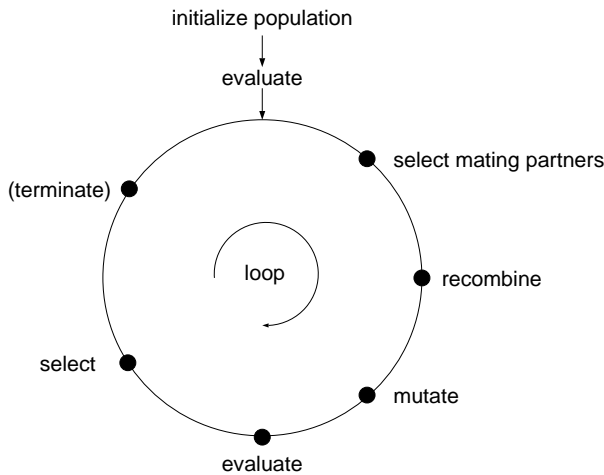 initialize population
evaluate
select mating partners
(terminate)
loop
recombine
select
mutate
evaluate